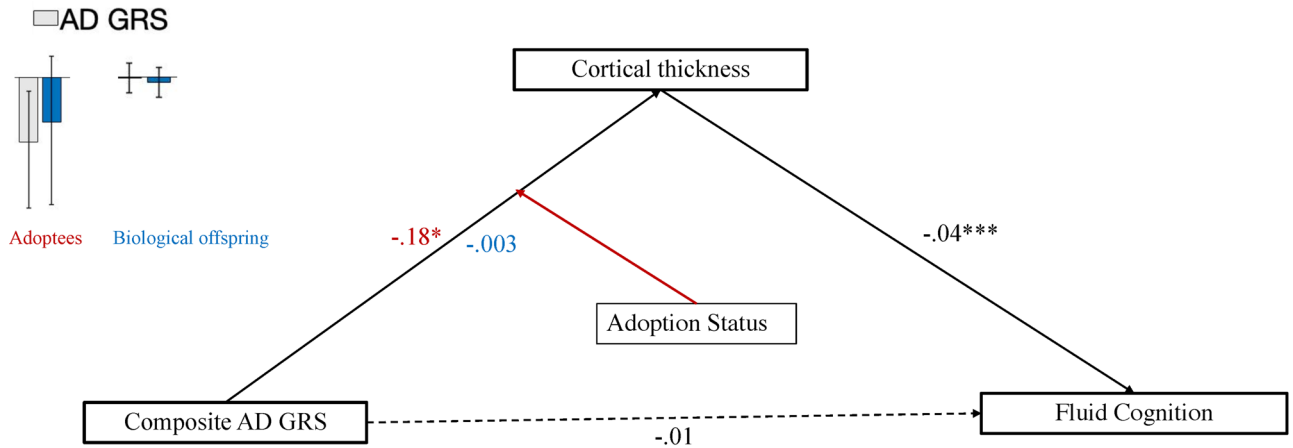 AD GRS
Cortical thickness
Adoptees
Biological offspring
-.18*
-.003
-.04***
Adoption Status
Composite AD GRS
Fluid Cognition
-.01